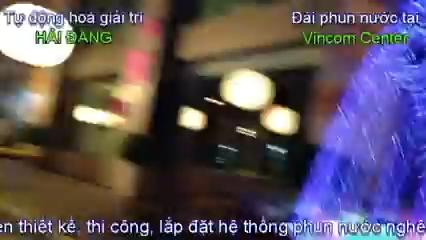 Tự động hoá giải trí
HẢI ĐĂNG
Đài phun nước tại
Vincom Center
thiết kế. thi công, lắp đặt hệ thống phun nước